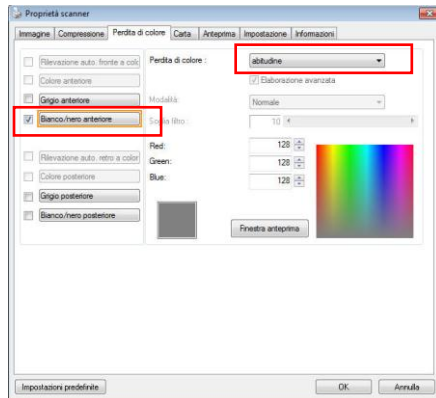 Proprietà scanner
Immagine Compressione Perdita di colore Carta Anteprima Impostazione Informazioni
Rilevazione auto. fronte a colo
Colore anteriore
Grigio anteriore
Bianco/nero anteriore
Rilevazione auto. retro a color
Colore posteriore
Grigio posteriore
Bianco/nero posteriore
Perdita di colore : abitudine
Elaborazione avanzata
Modalità: Normale
Soglia filtro: 10
Red: 128
Green: 128
Blue: 128
Finestra anteprima
Impostazioni predefinite OK Annulla